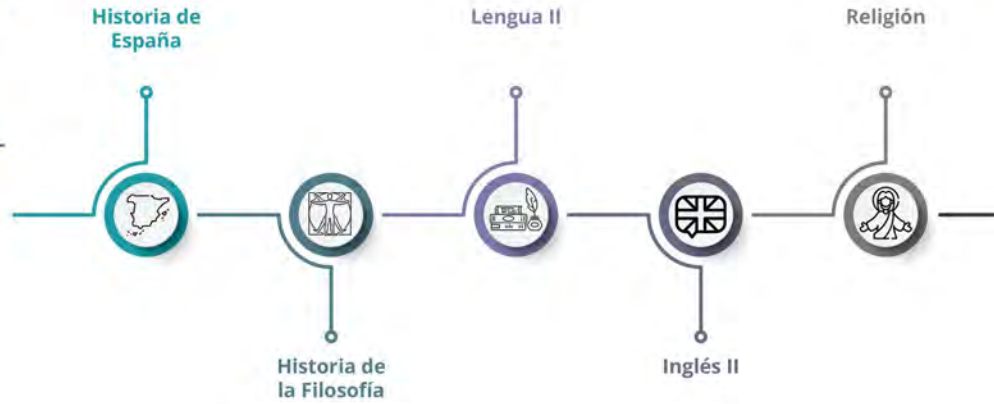 Historia de
España
Lengua II
Religión
Historia de
la Filosofía
Inglés II